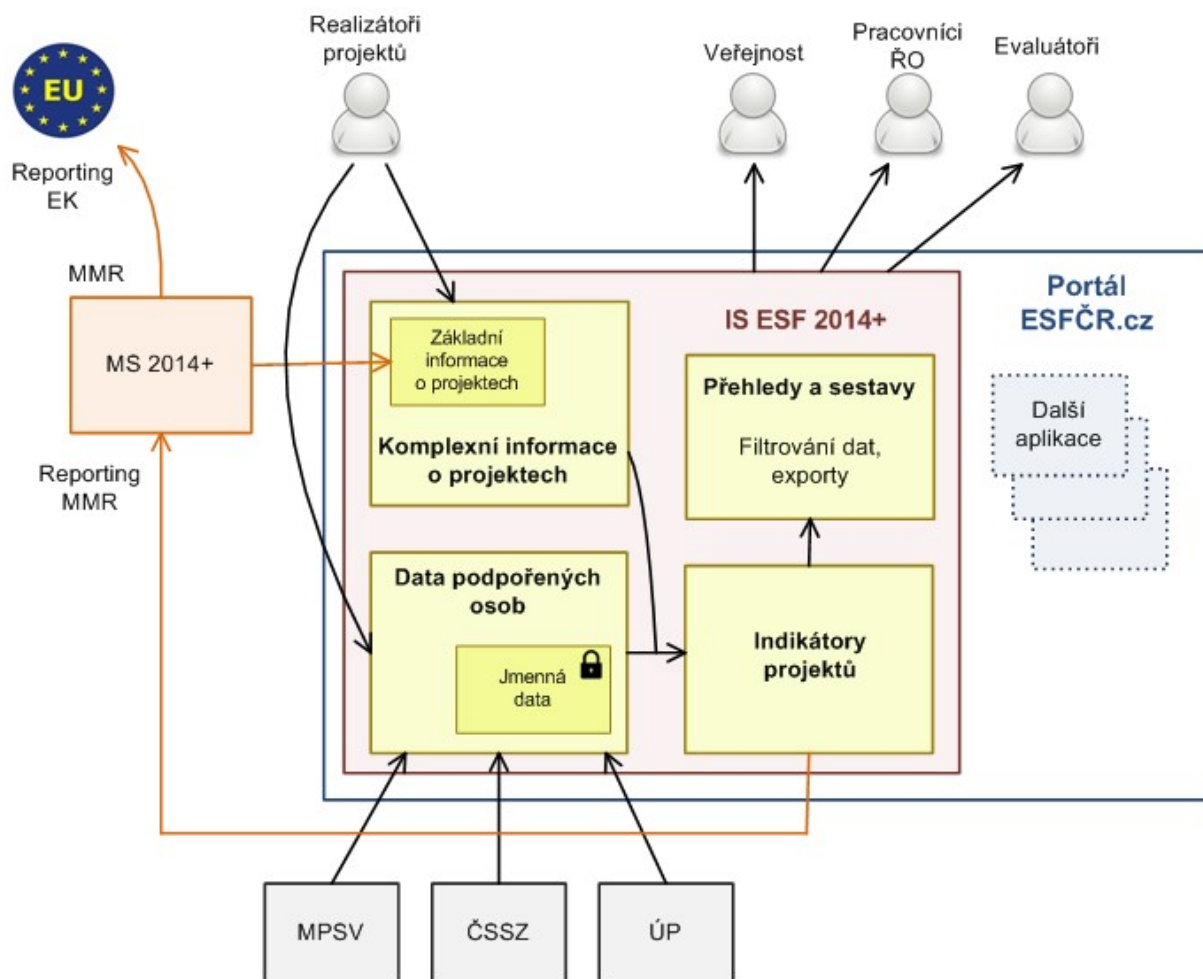 Realizátoři
projektů
Veřejnost
Pracovníci
ŘO
Evaluátoři
EU
Reporting
EK
MMR
MS 2014+
Reporting
MMR
IS ESF 2014+
Portál
ESFČR.cz
Základní
informace
o projektech
Komplexní informace
o projektech
Přehledy a sestavy
Filtrování dat,
exporty
Další
aplikace
Data podpořených
osob
Jmenná
data
Indikátory
projektů
MPSV
ČSSZ
ÚP